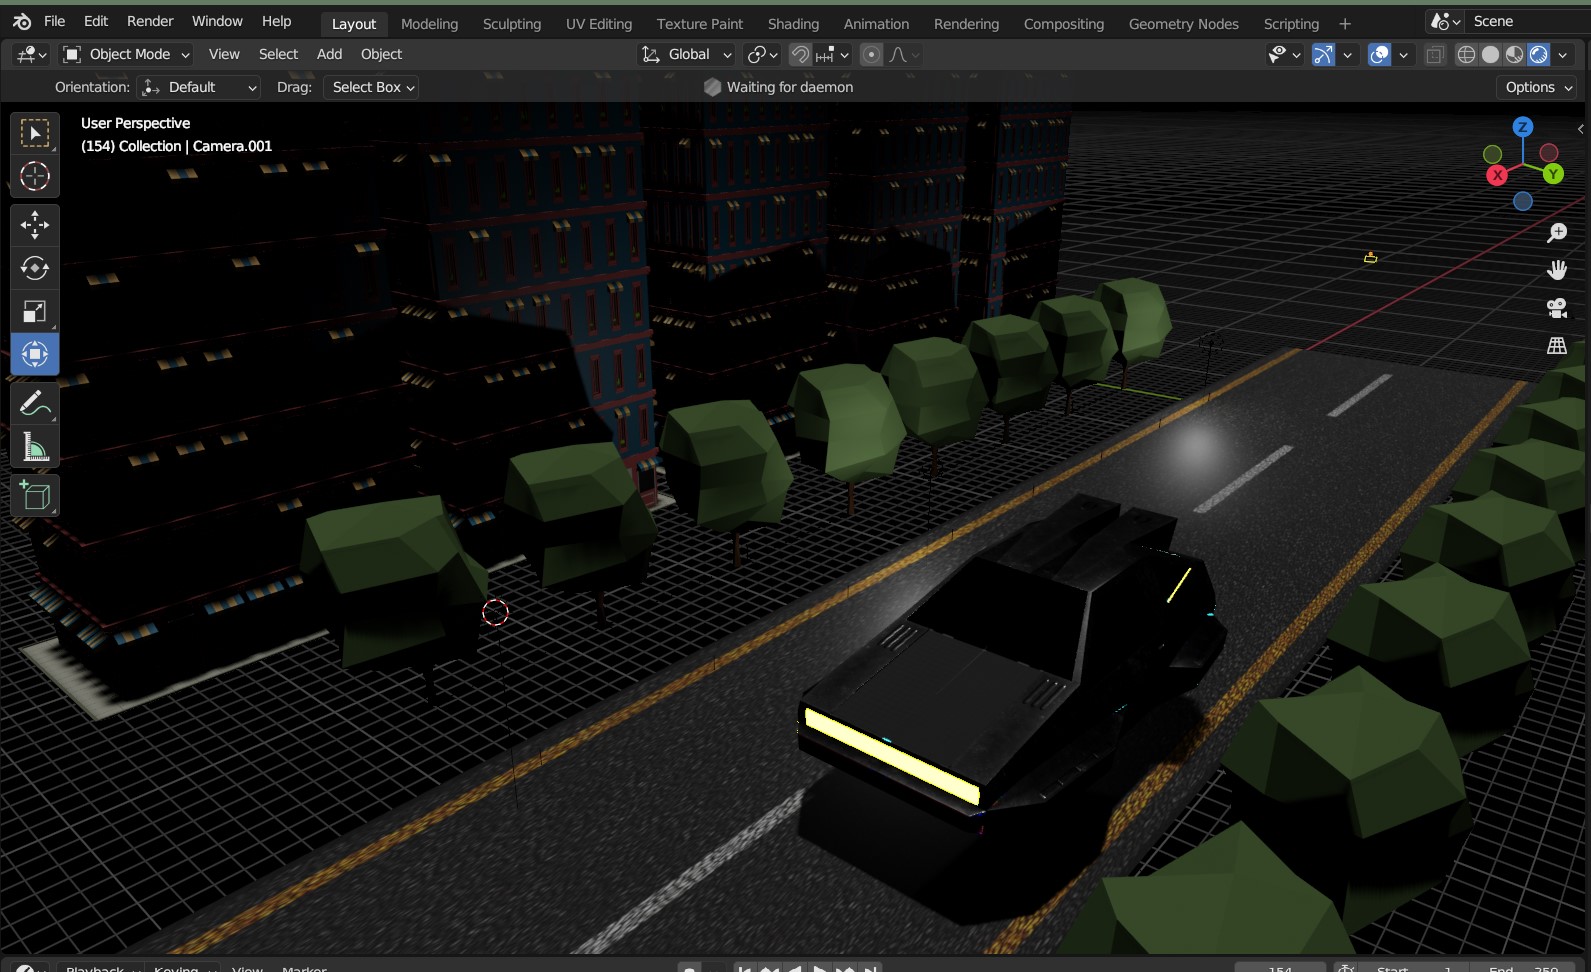 File Edit Render Window Help Layout Modeling Sculpting UV Editing Texture Paint Shading Animation Rendering Compositing Geometry Nodes Scripting + Scene
Object Mode View Select Add Object Global
Orientation: Default Drag: Select Box Waiting for daemon Options
User Perspective
(154) Collection | Camera.001
Z
X
Y
Playback Keying View Marker 154 Start 1 End 250